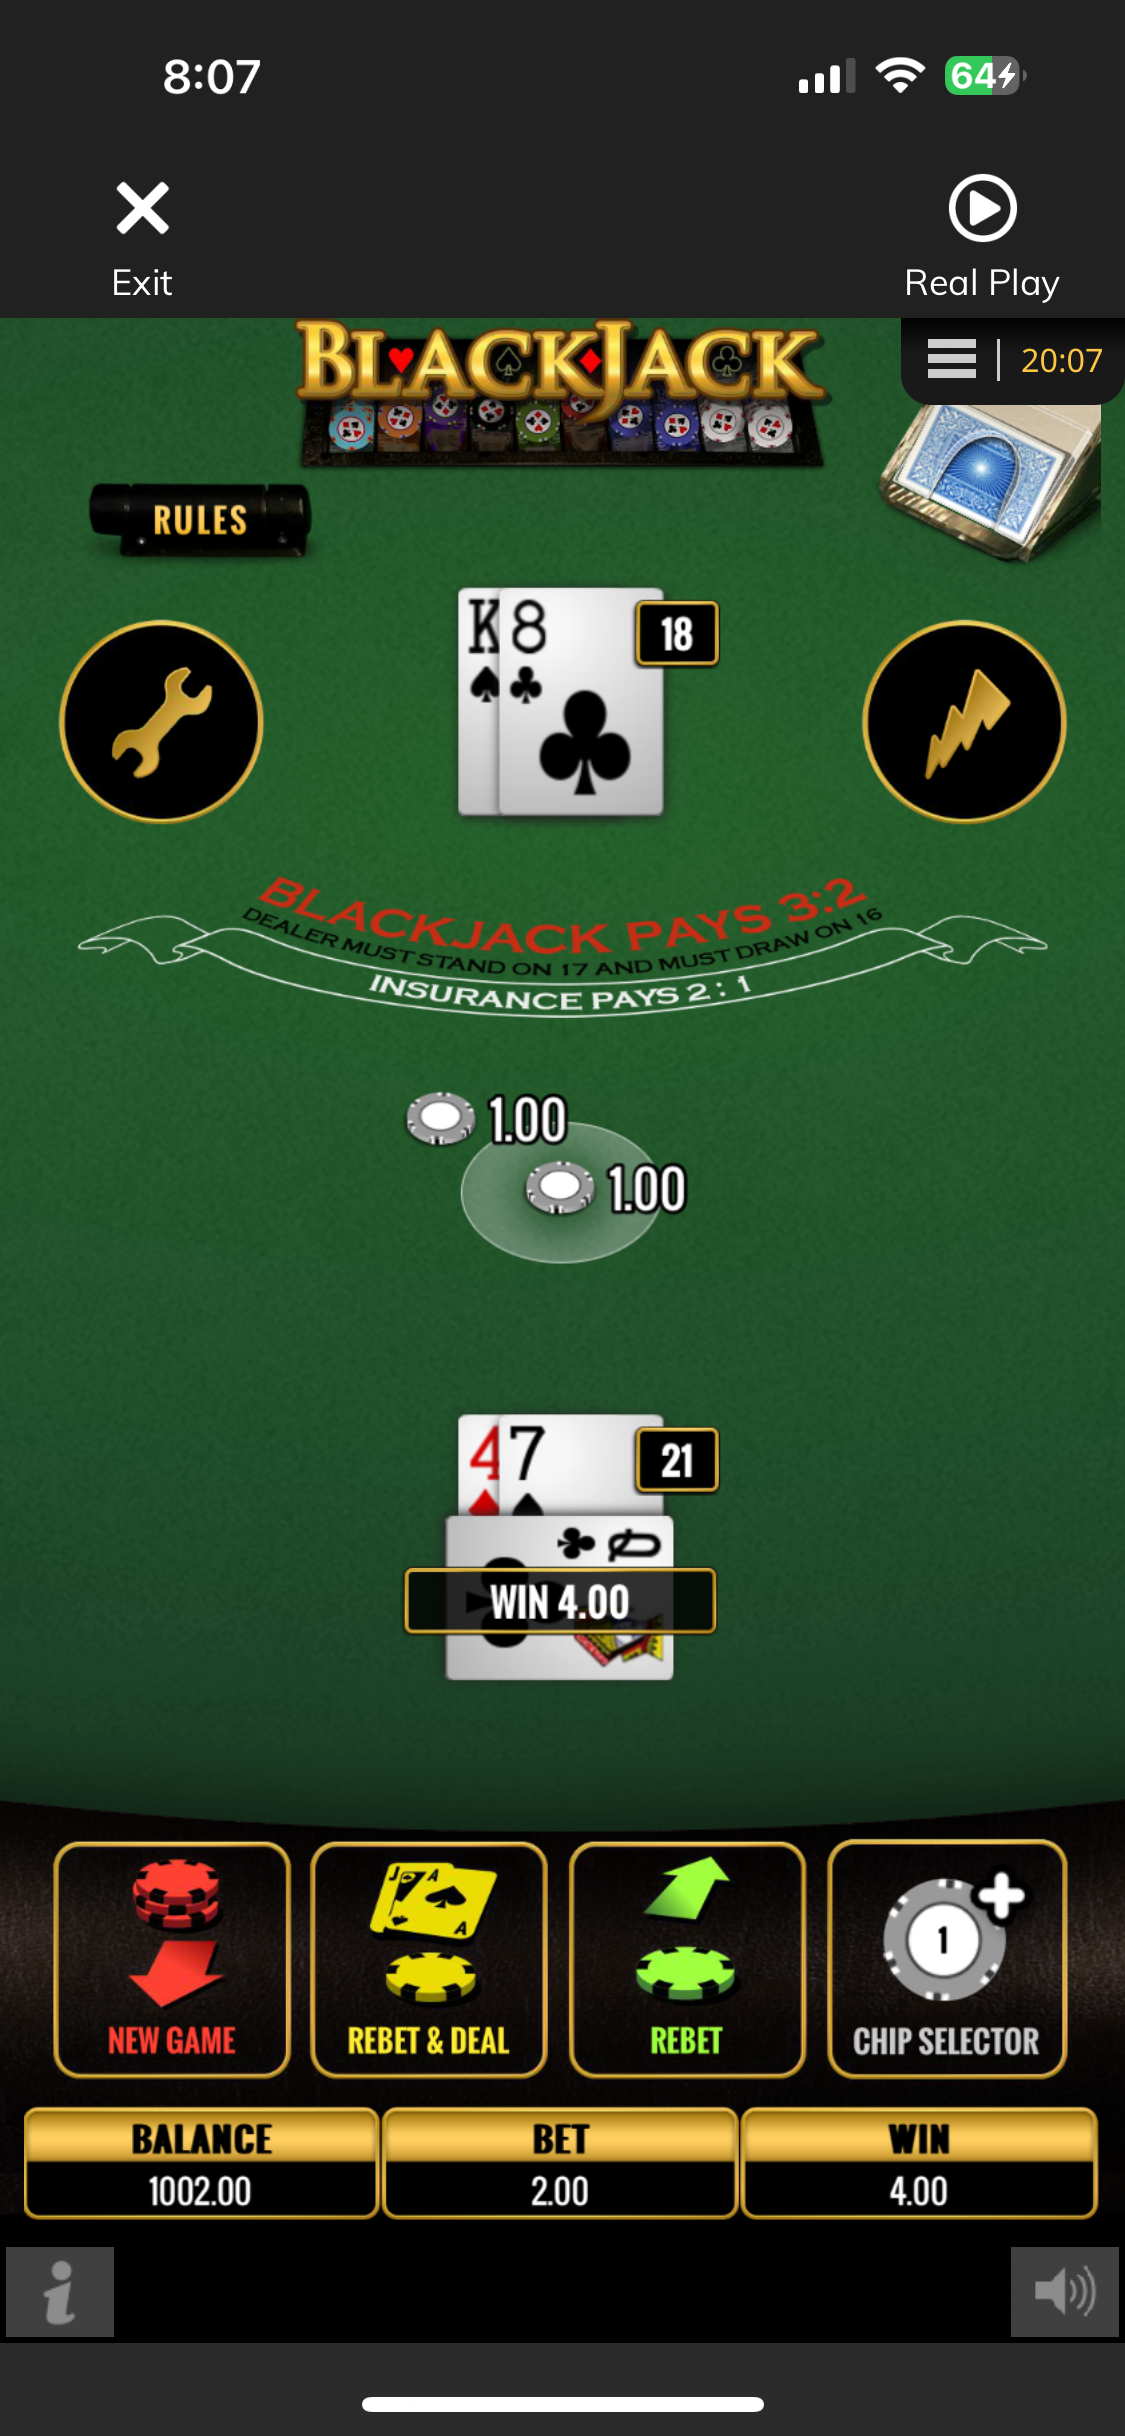 8:07
64
Exit
Real Play
BLACKJACK
20:07
RULES
K 8
18
BLACKJACK PAYS 3:2
DEALER MUST STAND ON 17 AND MUST DRAW ON 16
INSURANCE PAYS 2:1
1.00
1.00
4 7
21
Q
WIN 4.00
J A
A
1
NEW GAME
REBET & DEAL
REBET
CHIP SELECTOR
BALANCE
BET
WIN
1002.00
2.00
4.00
i